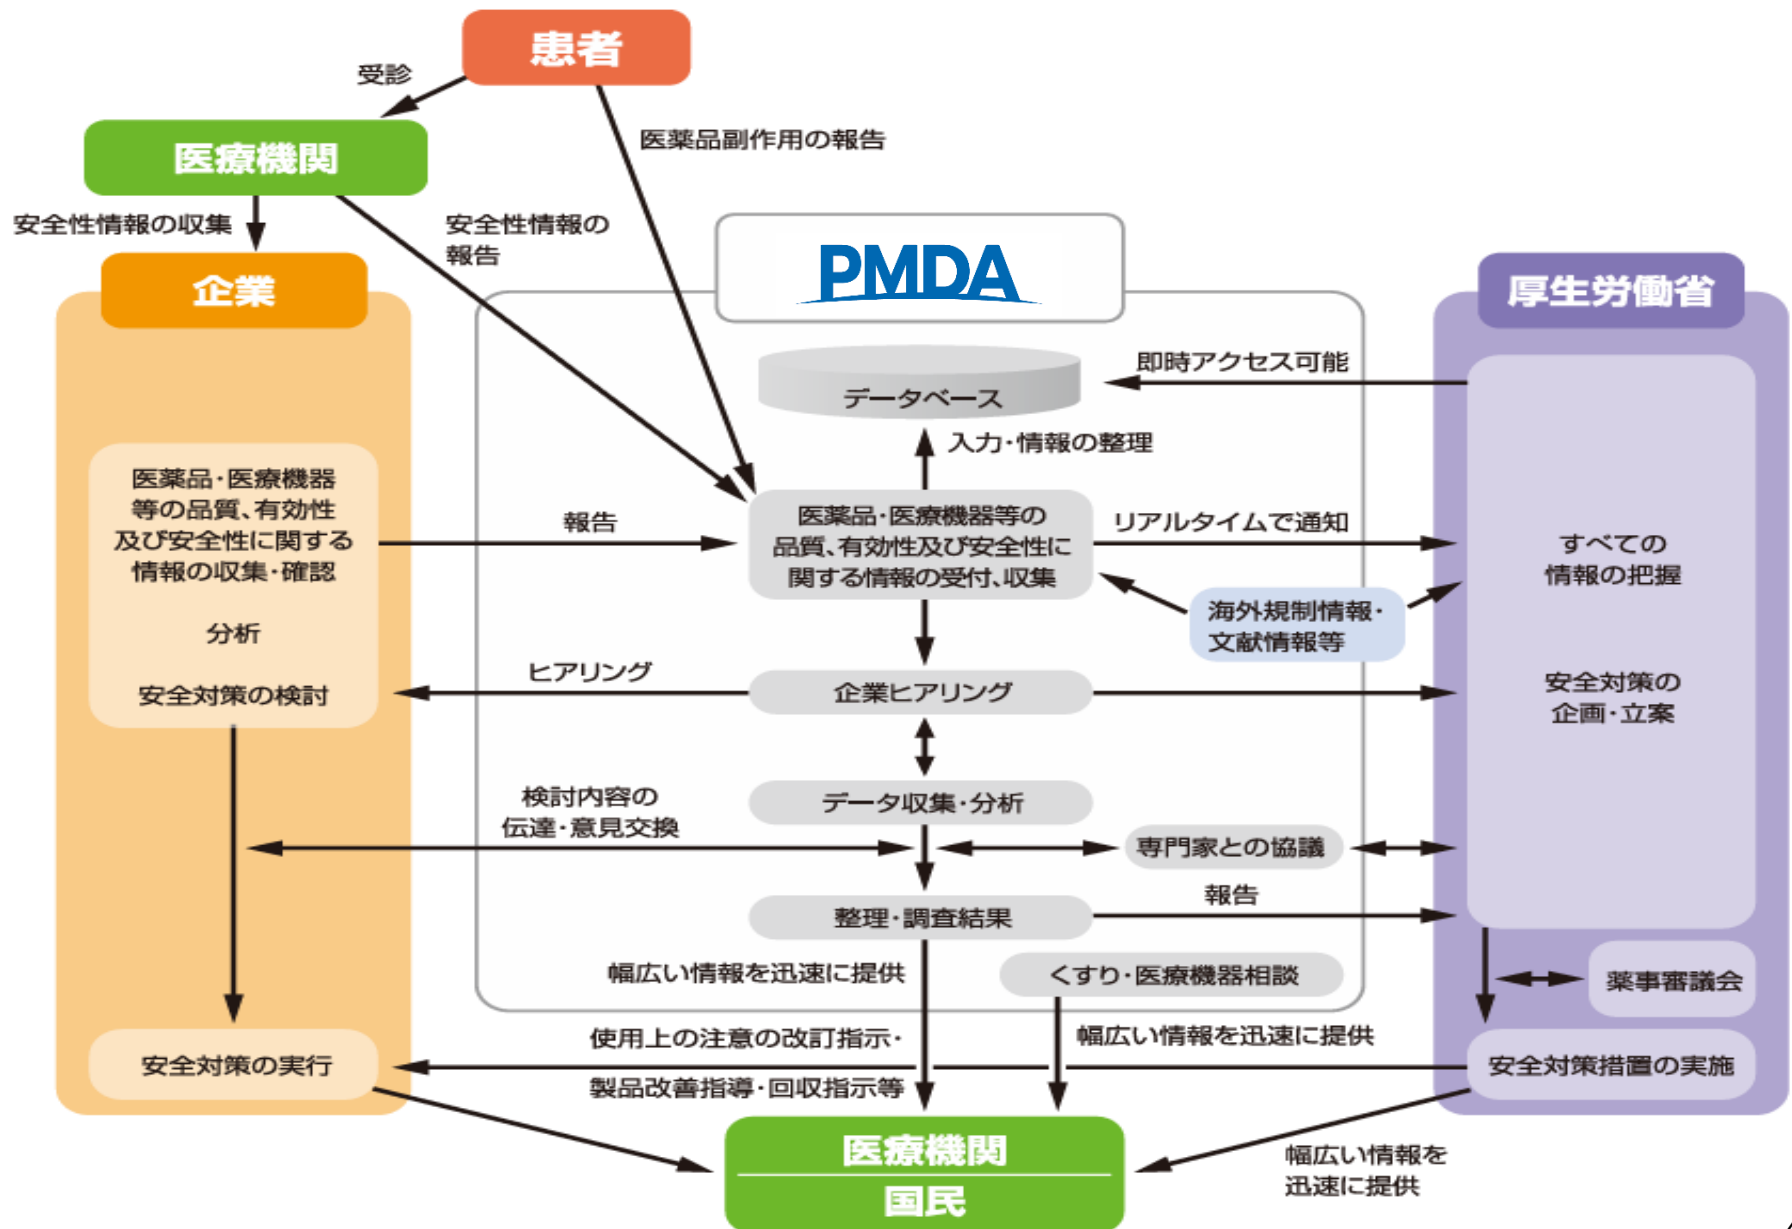 患者
受診
医療機関
医薬品副作用の報告
安全性情報の収集
安全性情報の
報告
PMDA
企業
厚生労働省
即時アクセス可能
データベース
入力・情報の整理
医薬品・医療機器
等の品質、有効性
及び安全性に関する
情報の収集・確認
分析
安全対策の検討
報告
医薬品・医療機器等の
品質、有効性及び安全性に
関する情報の受付、収集
リアルタイムで通知
すべての
情報の把握
海外規制情報・
文献情報等
ヒアリング
企業ヒアリング
安全対策の
企画・立案
検討内容の
伝達・意見交換
データ収集・分析
専門家との協議
報告
整理・調査結果
幅広い情報を迅速に提供
くすり・医療機器相談
薬事審議会
使用上の注意の改訂指示・
製品改善指導・回収指示等
幅広い情報を迅速に提供
安全対策の実行
安全対策措置の実施
医療機関
国民
幅広い情報を
迅速に提供